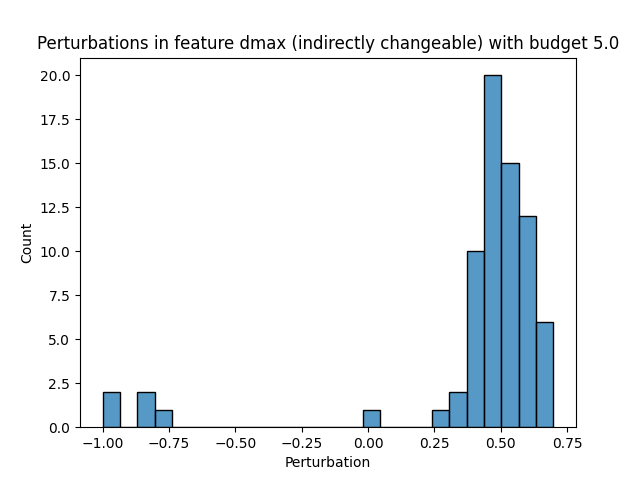 Perturbations in feature dmax (indirectly changeable) with budget 5.0
20.0
17.5
15.0
12.5
10.0
7.5
5.0
2.5
0.0
Count
−1.00 −0.75 −0.50 −0.25 0.00 0.25 0.50 0.75
Perturbation